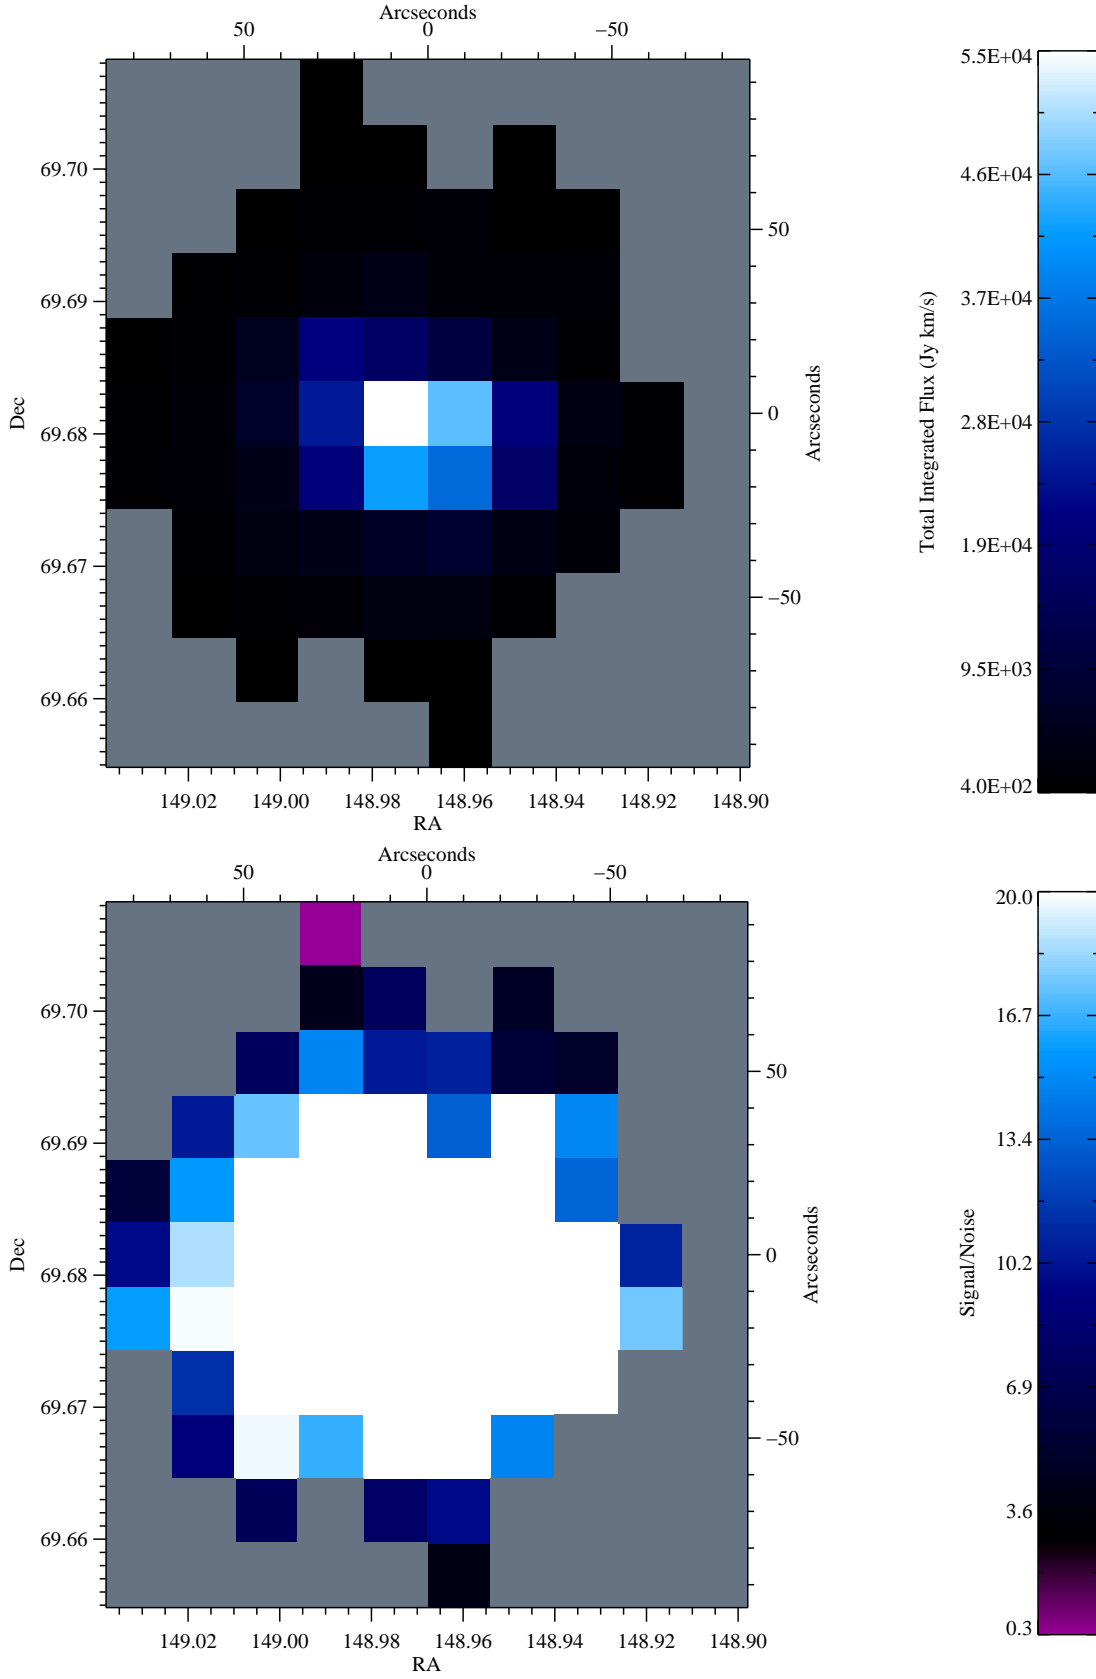 Arcseconds
50 0 −50
5.5E+04
69.70
4.6E+04
50
69.69
3.7E+04
Dec
0
Arcseconds
Total Integrated Flux (Jy km/s)
69.68
2.8E+04
69.67
1.9E+04
−50
69.66
9.5E+03
4.0E+02
149.02 149.00 148.98 148.96 148.94 148.92 148.90
RA
Arcseconds
50 0 −50
20.0
69.70
16.7
50
69.69
13.4
Dec
0
Arcseconds
Signal/Noise
69.68
10.2
69.67
6.9
−50
69.66
3.6
0.3
149.02 149.00 148.98 148.96 148.94 148.92 148.90
RA